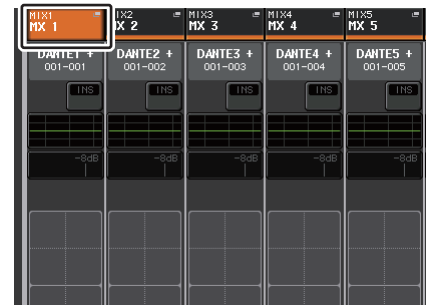 MIX1 MIX2 MIX3 MIX4 MIX5
MX 1 MX 2 MX 3 MX 4 MX 5
DANTE1 + DANTE2 + DANTE3 + DANTE4 + DANTE5 +
001-001 001-002 001-003 001-004 001-005
INS INS INS INS INS
-8dB -8dB -8dB -8dB -8dB